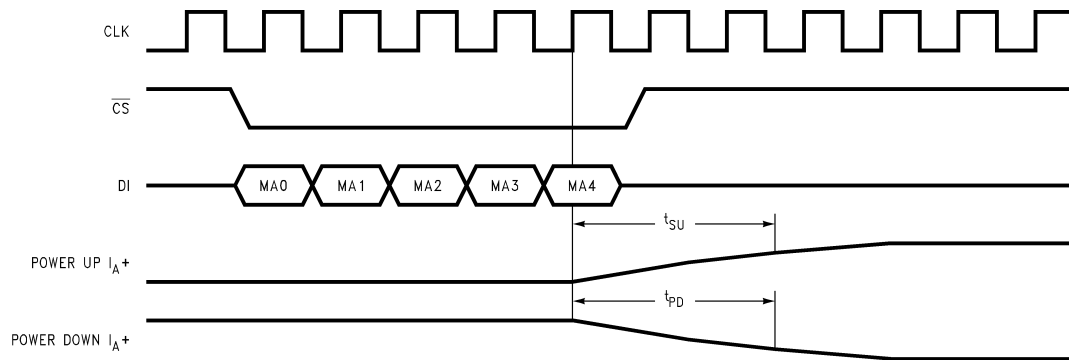 CLK
CS
DI
MA0 MA1 MA2 MA3 MA4
tSU
POWER UP IA+
tPD
POWER DOWN IA+